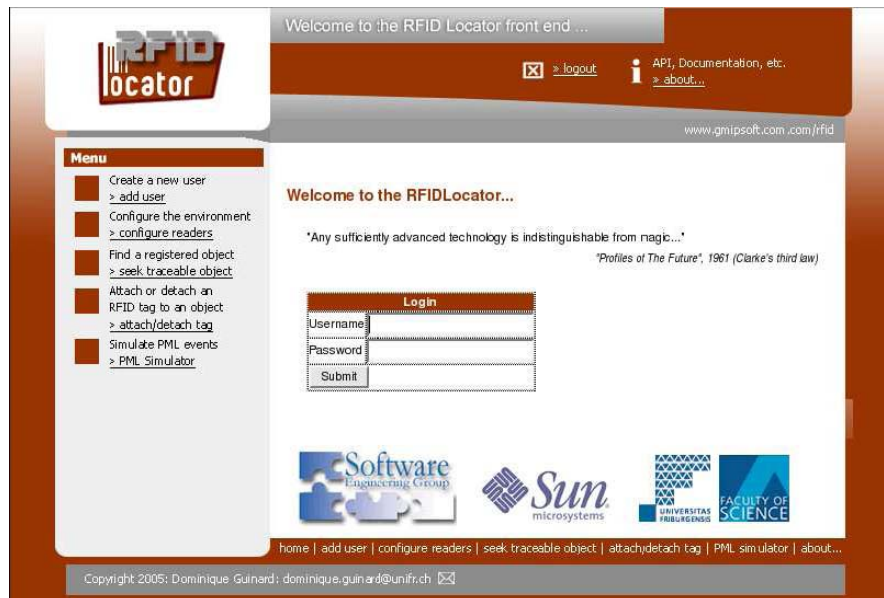 Welcome to the RFID Locator front end ...
RFID
locator
» logout
API, Documentation, etc.
» about...
www.gmipsoft.com .com/rfid
Menu
Create a new user
> add user
Configure the environment
> configure readers
Find a registered object
> seek traceable object
Attach or detach an
RFID tag to an object
> attach/detach tag
Simulate PML events
> PML Simulator
Welcome to the RFIDLocator...
"Any sufficiently advanced technology is indistinguishable from magic..."
"Profiles of The Future", 1961 (Clarke's third law)
Login
Username
Password
Submit
Software
Engineering Group
Sun
microsystems
UNIVERSITAS
FRIBURGENSIS
FACULTY OF
SCIENCE
home | add user | configure readers | seek traceable object | attach/detach tag | PML simulator | about...
Copyright 2005: Dominique Guinard: dominique.guinard@unifr.ch